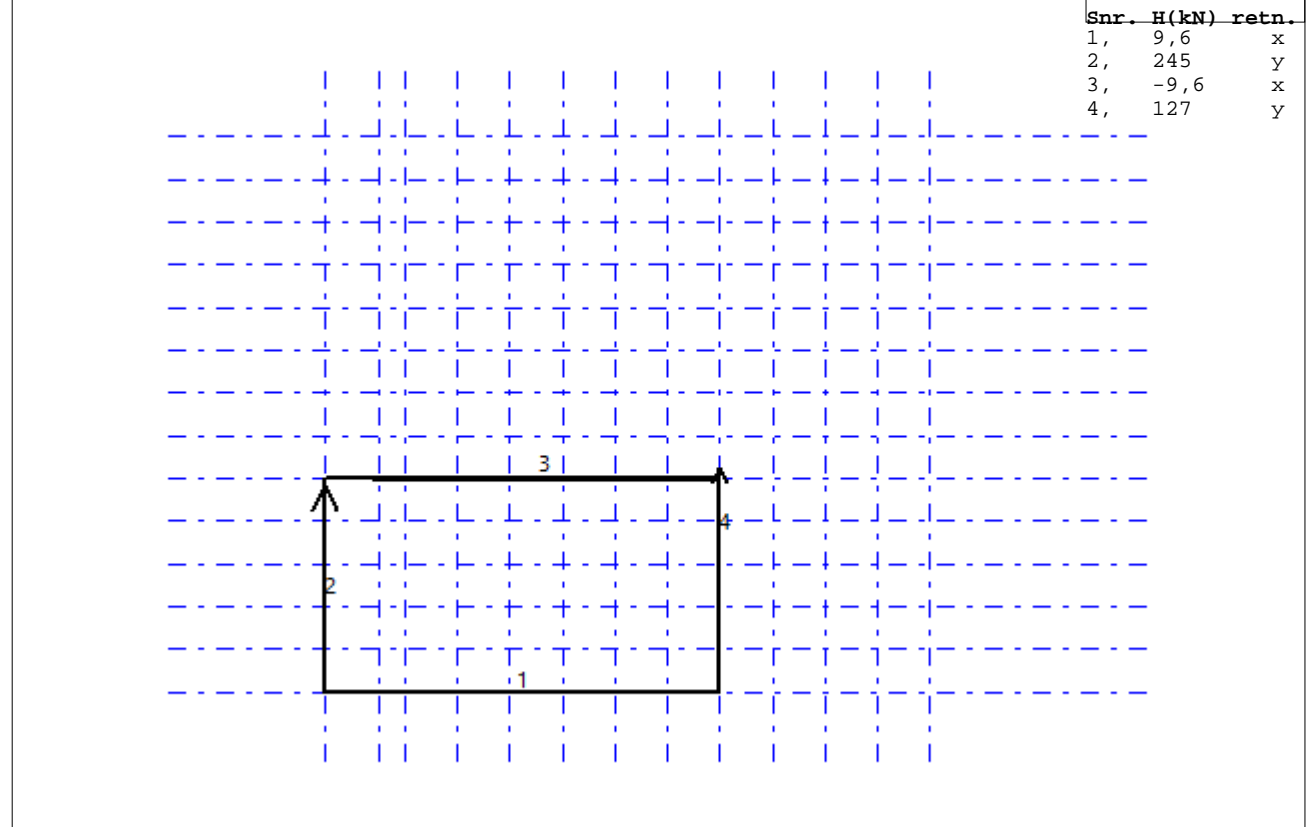 Snr. H(kN) retn.
1, 9,6 x
2, 245 y
3, -9,6 x
4, 127 y
3
4
2
1